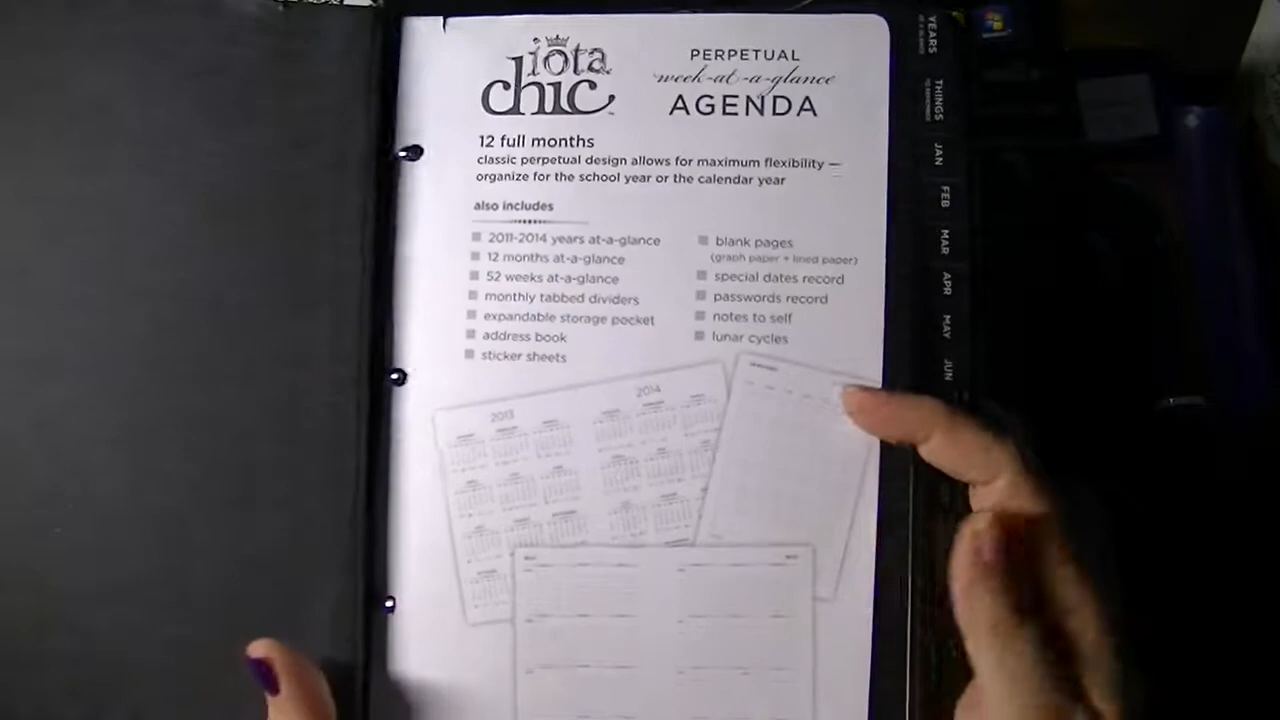 iota
chic
PERPETUAL
week-at-a-glance
AGENDA
12 full months
classic perpetual design allows for maximum flexibility —
organize for the school year or the calendar year
also includes
2011-2014 years at-a-glance
12 months at-a-glance
52 weeks at-a-glance
monthly tabbed dividers
expandable storage pocket
address book
sticker sheets
blank pages
(graph paper + lined paper)
special dates record
passwords record
notes to self
lunar cycles
2013
2014
YEARS
AT A GLANCE
THINGS
TO REMEMBER
JAN
FEB
MAR
APR
MAY
JUN